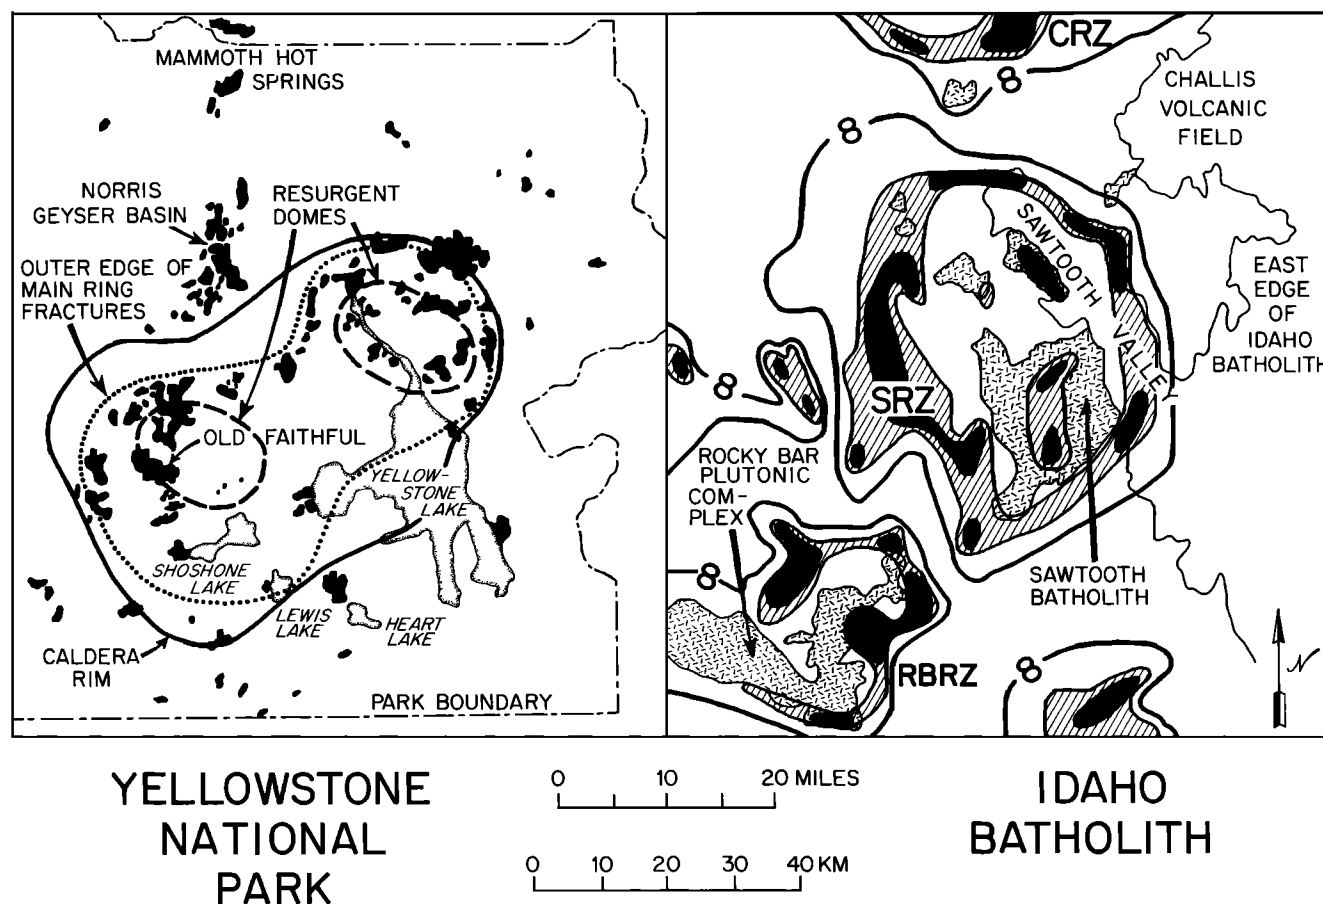 MAMMOTH HOT
SPRINGS
NORRIS
GEYSER BASIN
RESURGENT
DOMES
OUTER EDGE OF
MAIN RING
FRACTURES
OLD FAITHFUL
YELLOW-
STONE
LAKE
SHOSHONE
LAKE
LEWIS
LAKE
HEART
LAKE
CALDERA
RIM
PARK BOUNDARY
CRZ
8
8
CHALLIS
VOLCANIC
FIELD
SAWTOOTH VALLEY
EAST
EDGE
OF
IDAHO
BATHOLITH
8
SRZ
ROCKY BAR
PLUTONIC
COM-
PLEX
8
SAWTOOTH
BATHOLITH
RBRZ
8
N
YELLOWSTONE
NATIONAL
PARK
0 10 20 MILES
0 10 20 30 40 KM
IDAHO
BATHOLITH